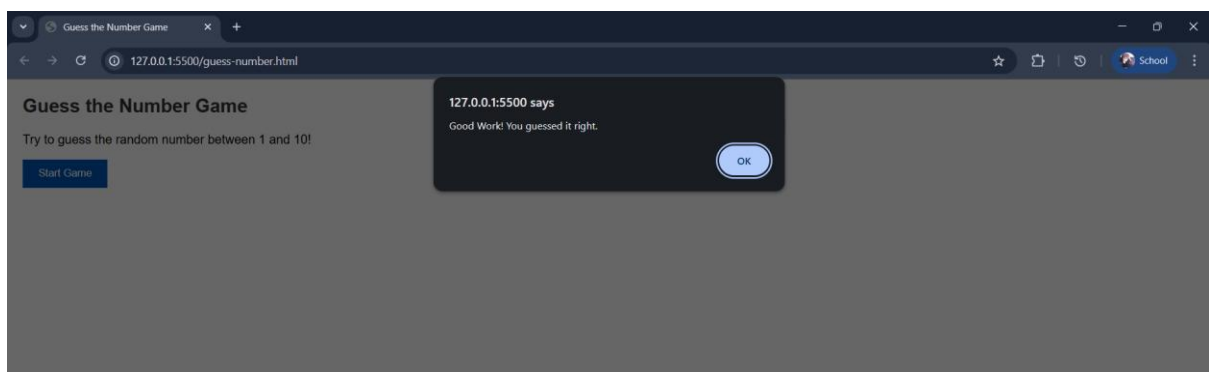 Guess the Number Game
127.0.0.1:5500/guess-number.html
School
Guess the Number Game
Try to guess the random number between 1 and 10!
Start Game
127.0.0.1:5500 says
Good Work! You guessed it right.
OK